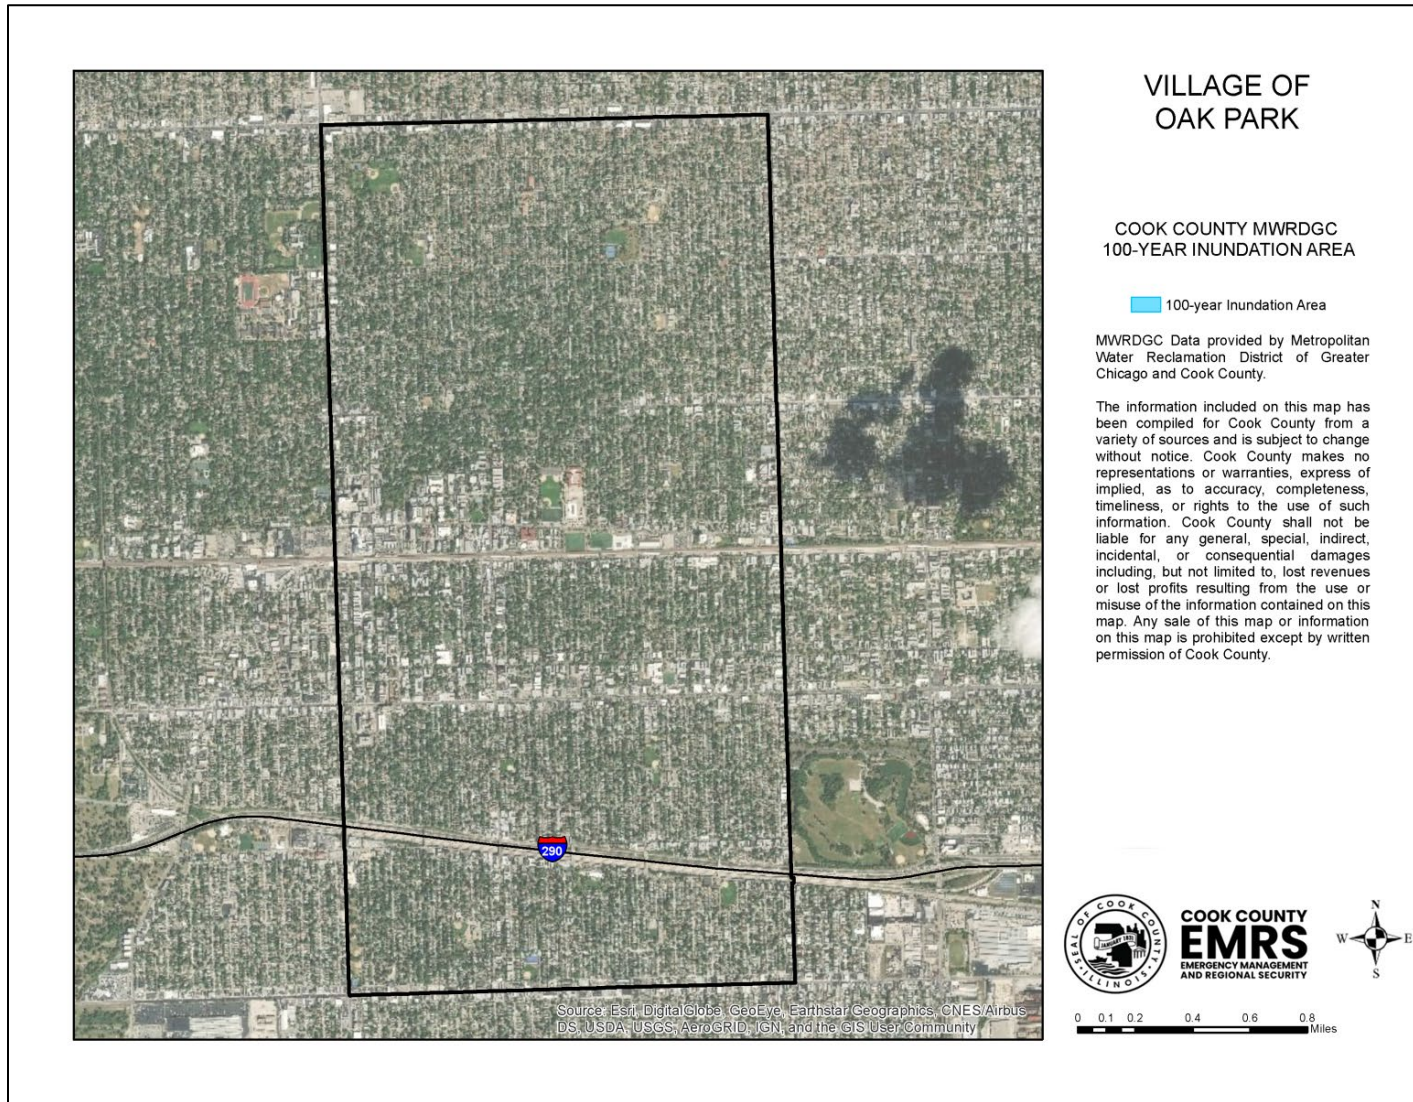 VILLAGE OF
OAK PARK
COOK COUNTY MWRDGC
100-YEAR INUNDATION AREA
100-year Inundation Area
MWRDGC Data provided by Metropolitan
Water Reclamation District of Greater
Chicago and Cook County.
The information included on this map has
been compiled for Cook County from a
variety of sources and is subject to change
without notice. Cook County makes no
representations or warranties, express of
implied, as to accuracy, completeness,
timeliness, or rights to the use of such
information. Cook County shall not be
liable for any general, special, indirect,
incidental, or consequential damages
including, but not limited to, lost revenues
or lost profits resulting from the use or
misuse of the information contained on this
map. Any sale of this map or information
on this map is prohibited except by written
permission of Cook County.
290
SEAL OF COOK COUNTY
JANUARY 1831
ILLINOIS
COOK COUNTY
EMRS
EMERGENCY MANAGEMENT
AND REGIONAL SECURITY
N
W E
S
0 0.1 0.2 0.4 0.6 0.8
Miles
Source: Esri, DigitalGlobe, GeoEye, Earthstar Geographics, CNES/Airbus
DS, USDA, USGS, AeroGRID, IGN, and the GIS User Community